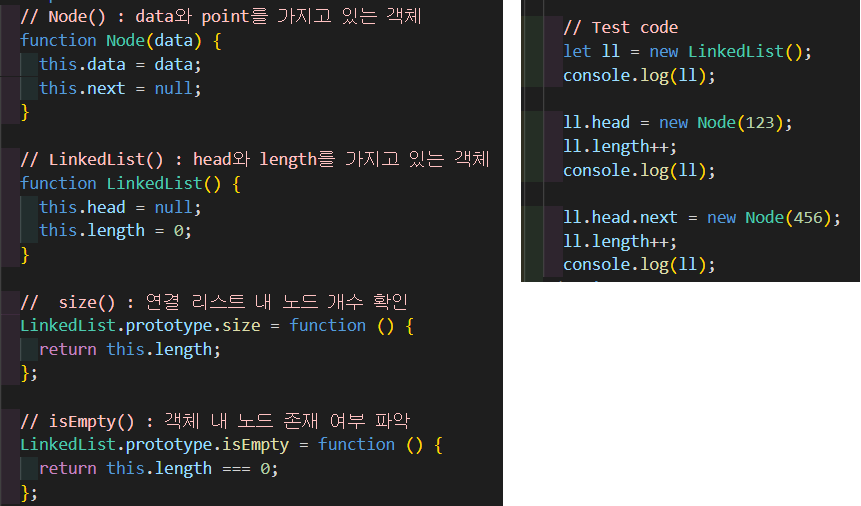 // Node() : data와 point를 가지고 있는 객체
function Node(data) {
  this.data = data;
  this.next = null;
}
// LinkedList() : head와 length를 가지고 있는 객체
function LinkedList() {
  this.head = null;
  this.length = 0;
}
//  size() : 연결 리스트 내 노드 개수 확인
LinkedList.prototype.size = function () {
  return this.length;
};
// isEmpty() : 객체 내 노드 존재 여부 파악
LinkedList.prototype.isEmpty = function () {
  return this.length === 0;
};
// Test code
let ll = new LinkedList();
console.log(ll);
ll.head = new Node(123);
ll.length++;
console.log(ll);
ll.head.next = new Node(456);
ll.length++;
console.log(ll);